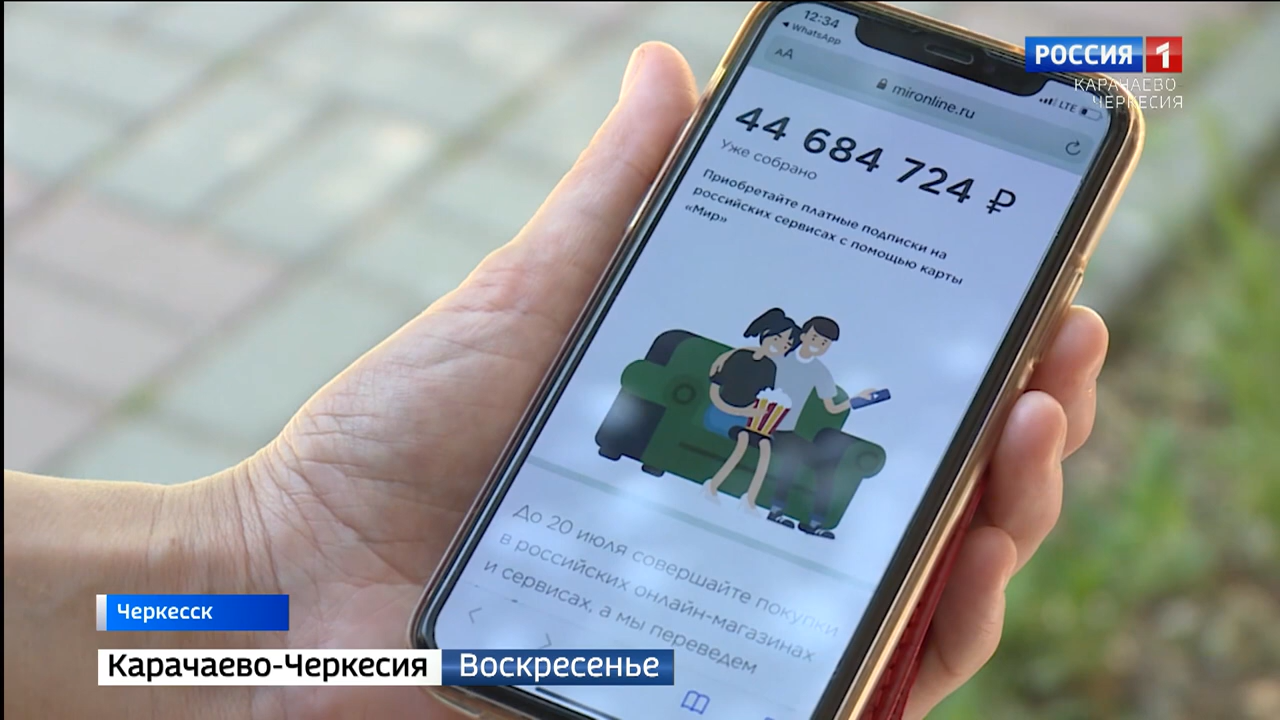 12:34
WhatsApp
РОССИЯ 1
КАРАЧАЕВО
ЧЕРКЕСИЯ
LTE
AA
mironline.ru
44 684 724 ₽
Уже собрано
Приобретайте платные подписки на
российских сервисах с помощью карты
«Мир»
До 20 июля совершайте покупки
в российских онлайн-магазинах
и сервисах, а мы переведем
Черкесск
Карачаево-Черкесия Воскресенье